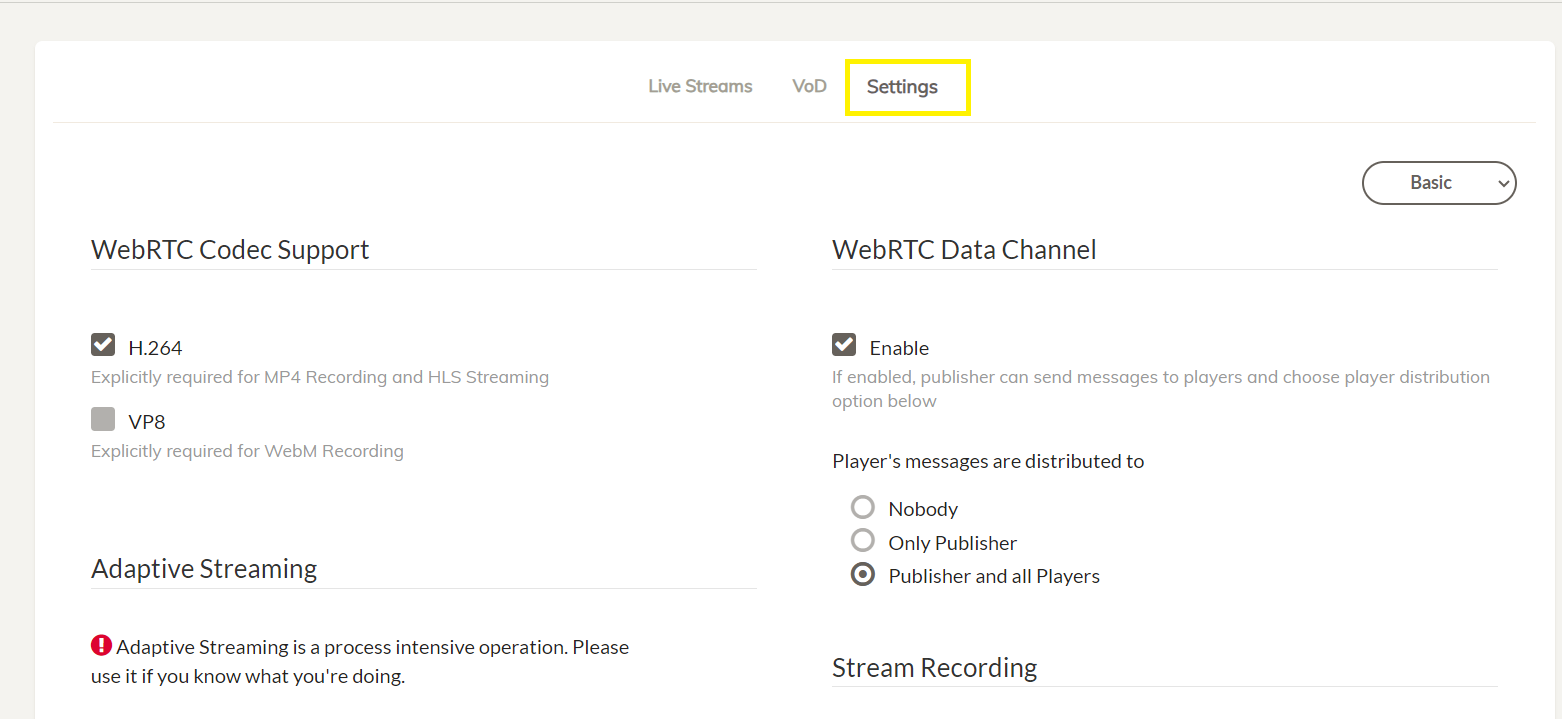 Live Streams VoD Settings
Basic
WebRTC Codec Support
H.264
Explicitly required for MP4 Recording and HLS Streaming
VP8
Explicitly required for WebM Recording
Adaptive Streaming
Adaptive Streaming is a process intensive operation. Please
use it if you know what you're doing.
WebRTC Data Channel
Enable
If enabled, publisher can send messages to players and choose player distribution
option below
Player's messages are distributed to
Nobody
Only Publisher
Publisher and all Players
Stream Recording